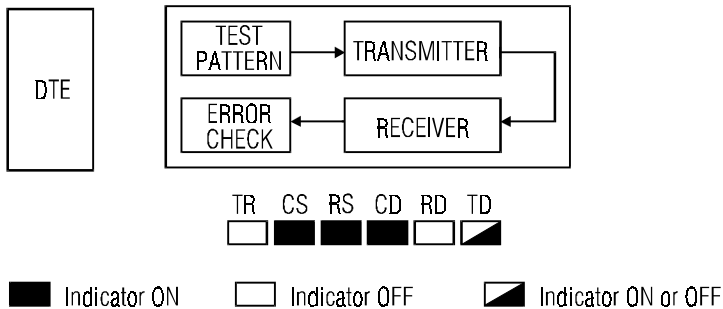 DTE
TEST
PATTERN
TRANSMITTER
ERROR
CHECK
RECEIVER
TR CS RS CD RD TD
Indicator ON Indicator OFF Indicator ON or OFF